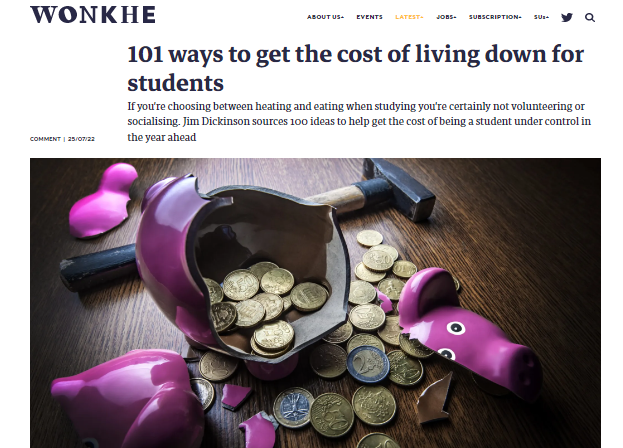 WONKHE
ABOUT US
EVENTS
LATEST
JOBS
SUBSCRIPTION
SUs
101 ways to get the cost of living down for
students
If you're choosing between heating and eating when studying you're certainly not volunteering or
socialising. Jim Dickinson sources 100 ideas to help get the cost of being a student under control in
the year ahead
COMMENT | 25/07/22